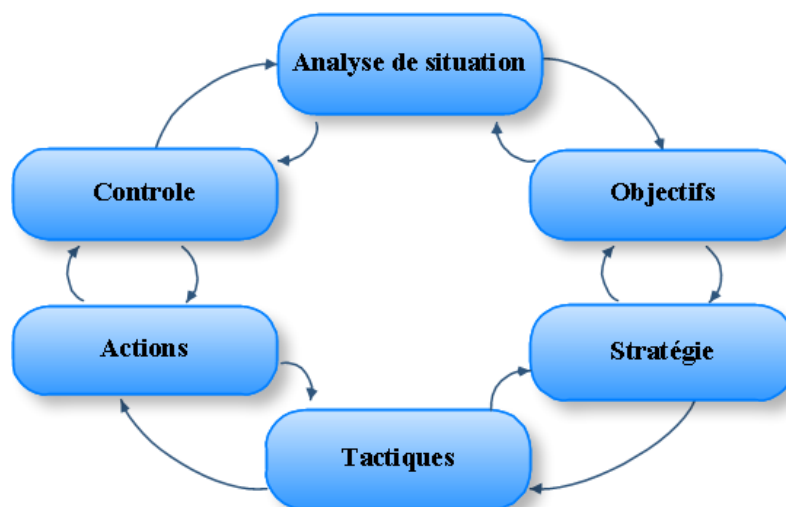 Analyse de situation
Controle
Objectifs
Actions
Stratégie
Tactiques